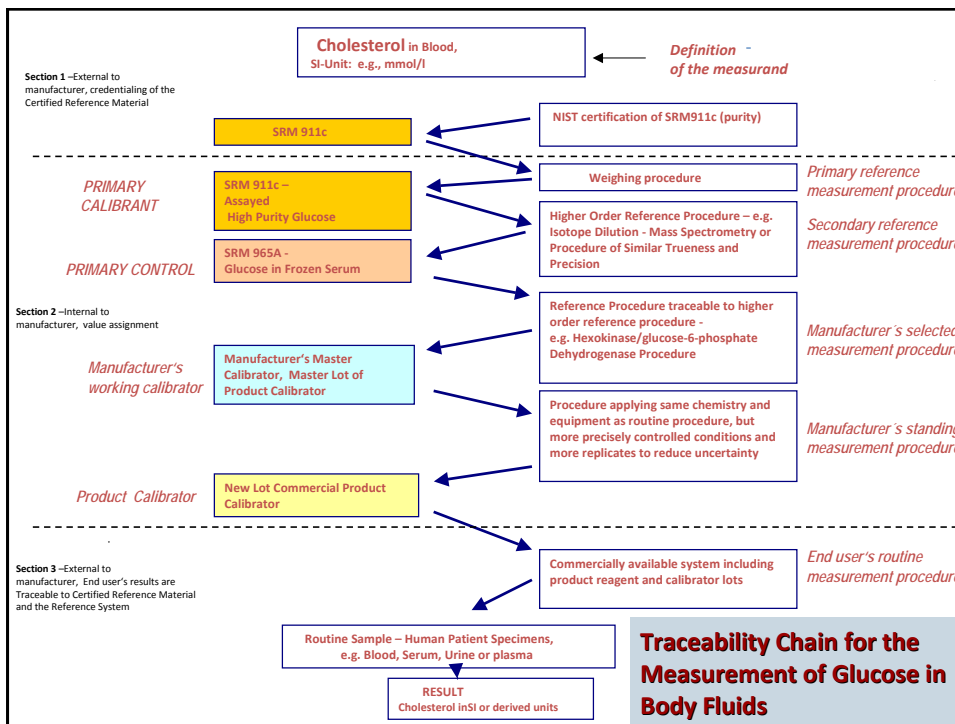 Cholesterol in Blood,
SI-Unit: e.g., mmol/l
Definition -
of the measurand
Section 1 –External to
manufacturer, credentialing of the
Certified Reference Material
SRM 911c
NIST certification of SRM911c (purity)
PRIMARY
CALIBRANT
SRM 911c –
Assayed
High Purity Glucose
Weighing procedure
Primary reference
measurement procedure
Higher Order Reference Procedure – e.g.
Isotope Dilution - Mass Spectrometry or
Procedure of Similar Trueness and
Precision
Secondary reference
measurement procedure
PRIMARY CONTROL
SRM 965A -
Glucose in Frozen Serum
Section 2 –Internal to
manufacturer, value assignment
Reference Procedure traceable to higher
order reference procedure -
e.g. Hexokinase/glucose-6-phosphate
Dehydrogenase Procedure
Manufacturer´s selected
measurement procedure
Manufacturer's
working calibrator
Manufacturer's Master
Calibrator, Master Lot of
Product Calibrator
Procedure applying same chemistry and
equipment as routine procedure, but
more precisely controlled conditions and
more replicates to reduce uncertainty
Manufacturer´s standing
measurement procedure
Product Calibrator
New Lot Commercial Product
Calibrator
.
Section 3 –External to
manufacturer, End user's results are
Traceable to Certified Reference Material
and the Reference System
Commercially available system including
product reagent and calibrator lots
End user's routine
measurement procedure
Routine Sample – Human Patient Specimens,
e.g. Blood, Serum, Urine or plasma
RESULT
Cholesterol inSI or derived units
Traceability Chain for the
Measurement of Glucose in
Body Fluids